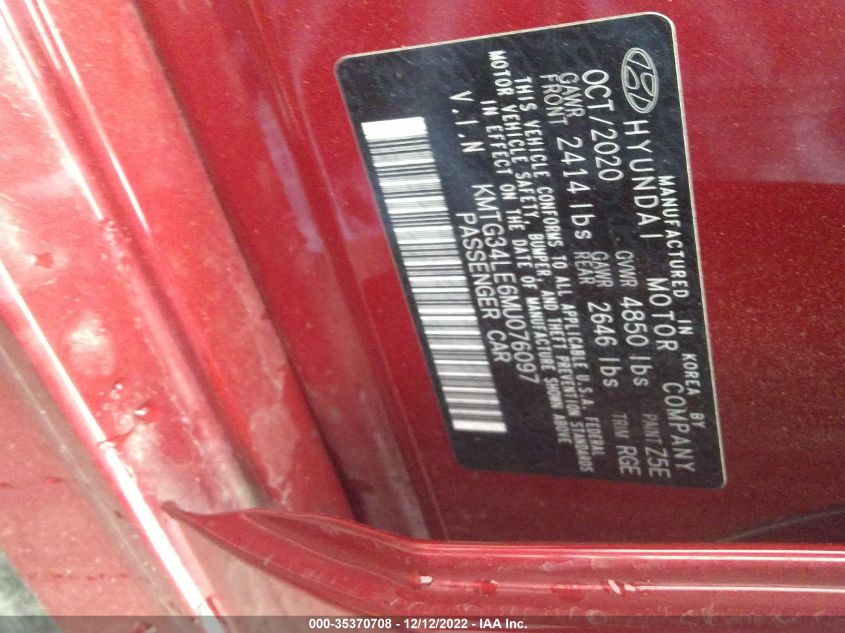 MANUFACTURED IN KOREA BY
HYUNDAI MOTOR COMPANY
OCT/2020 GVWR 4850 lbs PAINT Z5E
GAWR FRONT 2414 lbs GAWR REAR 2646 lbs TRIM RGE
THIS VEHICLE CONFORMS TO ALL APPLICABLE U.S.A. FEDERAL
MOTOR VEHICLE SAFETY, BUMPER, AND THEFT PREVENTION STANDARDS
IN EFFECT ON THE DATE OF MANUFACTURE SHOWN ABOVE
V.I.N KMTG34LE6MU076097
PASSENGER CAR
000-35370708 - 12/12/2022 - IAA Inc.